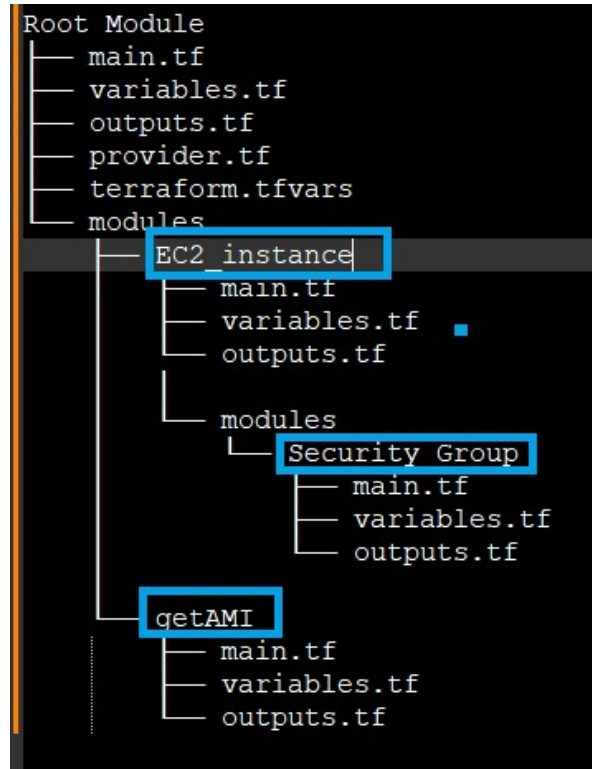 Root Module
main.tf
variables.tf
outputs.tf
provider.tf
terraform.tfvars
modules
EC2_instance
main.tf
variables.tf
outputs.tf
modules
Security Group
main.tf
variables.tf
outputs.tf
getAMI
main.tf
variables.tf
outputs.tf